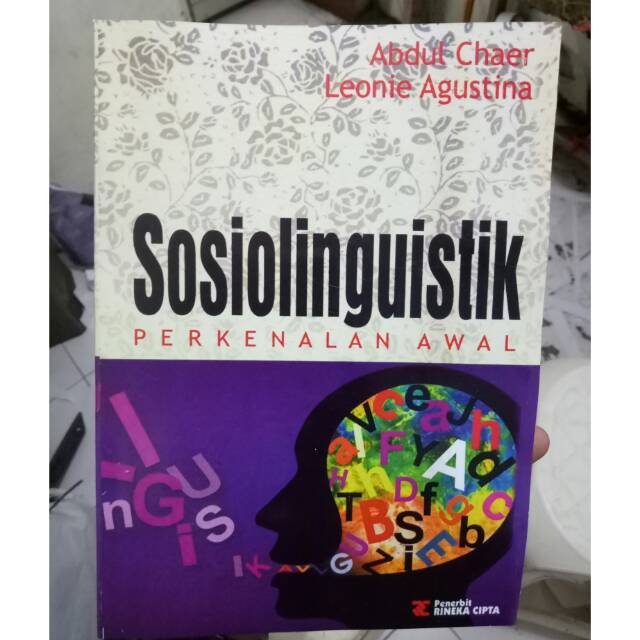 Abdul Chaer
Leonie Agustina
Sosiolinguistik
PERKENALAN AWAL
Penerbit
RINEKA CIPTA